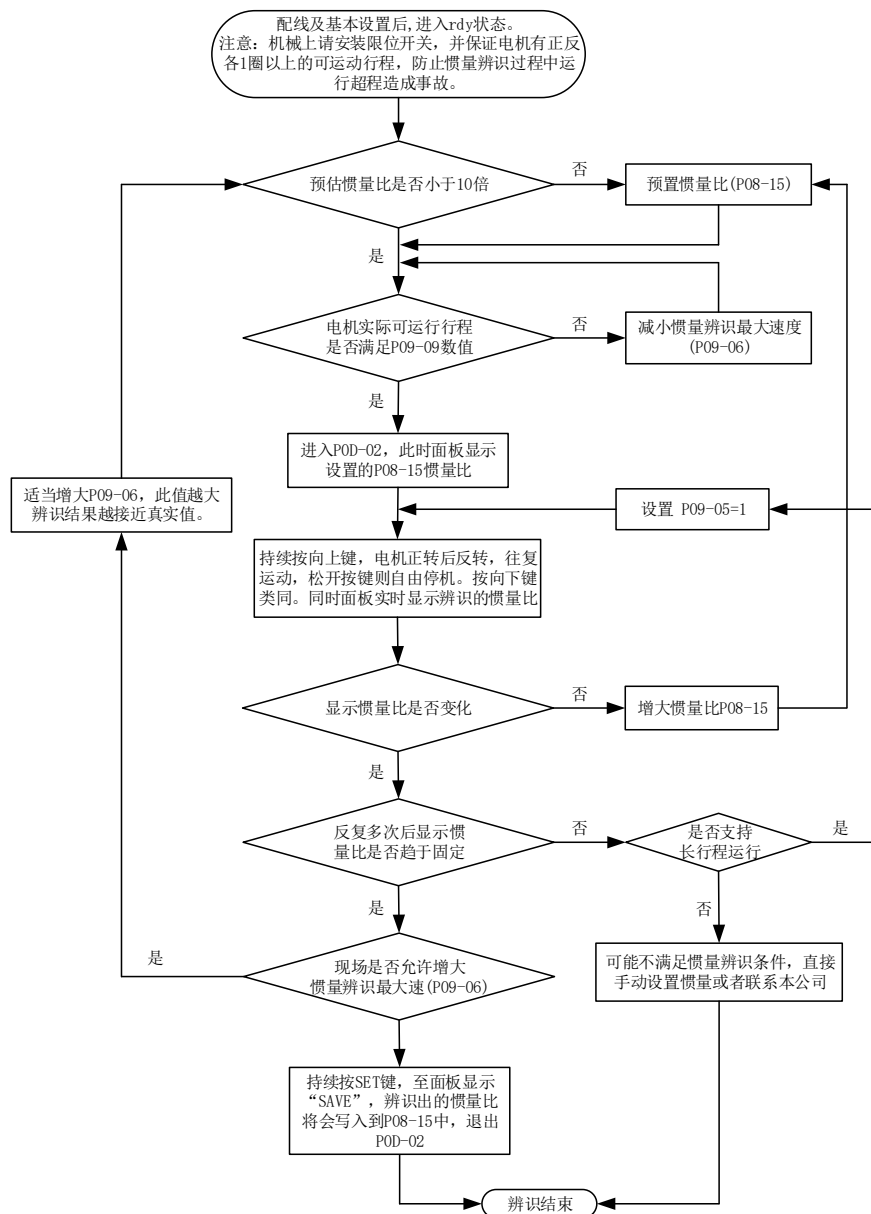 配线及基本设置后,进入rdy状态。
注意：机械上请安装限位开关，并保证电机有正反
各1圈以上的可运动行程，防止惯量辨识过程中运
行超程造成事故。
预估惯量比是否小于10倍
否
预置惯量比(P08-15)
是
电机实际可运行行程
是否满足P09-09数值
否
减小惯量辨识最大速度
(P09-06)
是
进入P0D-02，此时面板显示
设置的P08-15惯量比
适当增大P09-06，此值越大
辨识结果越接近真实值。
设置 P09-05=1
持续按向上键，电机正转后反转，往复
运动，松开按键则自由停机。按向下键
类同。同时面板实时显示辨识的惯量比
显示惯量比是否变化
否
增大惯量比P08-15
是
反复多次后显示惯
量比是否趋于固定
否
是否支持
长行程运行
是
是
否
现场是否允许增大
惯量辨识最大速(P09-06)
是
可能不满足惯量辨识条件，直接
手动设置惯量或者联系本公司
持续按SET键，至面板显示
“SAVE”，辨识出的惯量比
将会写入到P08-15中，退出
P0D-02
辨识结束